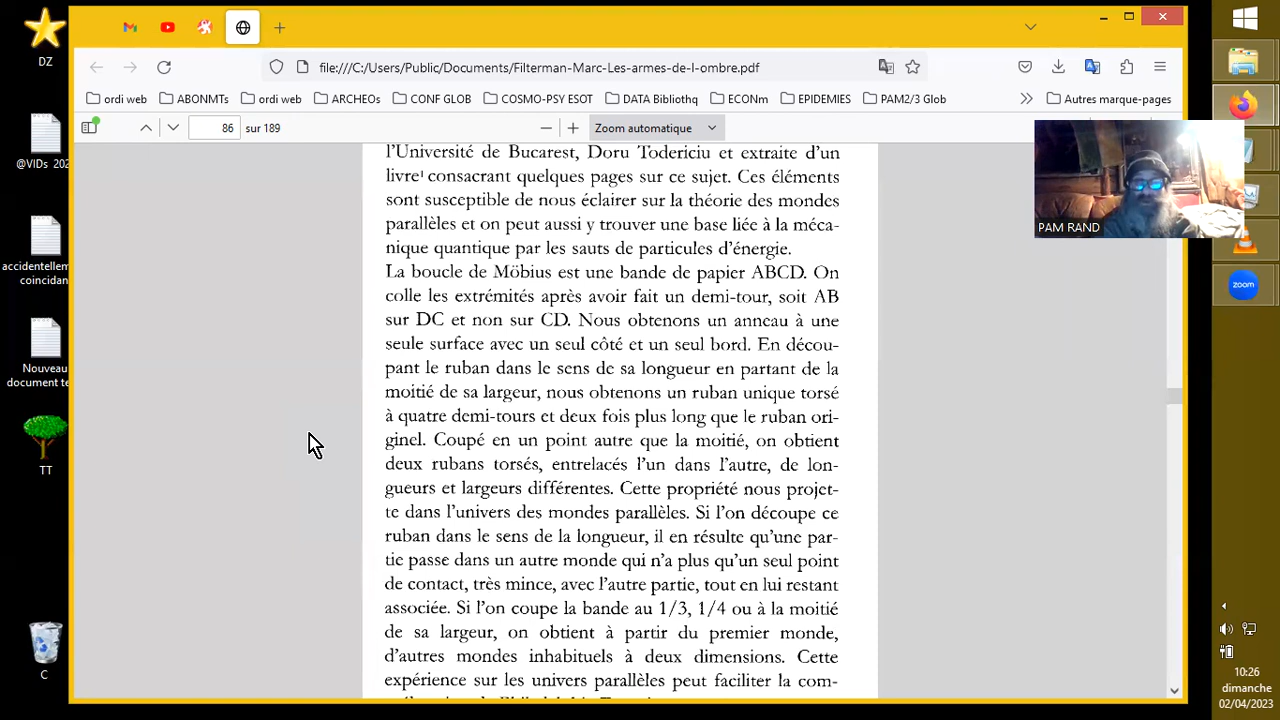 DZ
@VIDs 202
accidentellem
coincidan
Nouveau
document te
TT
C
file:///C:/Users/Public/Documents/Filterman-Marc-Les-armes-de-l-ombre.pdf
ordi web
ABONMTs
ordi web
ARCHEOs
CONF GLOB
COSMO-PSY ESOT
DATA Bibliothq
ECONm
EPIDEMIES
PAM2/3 Glob
Autres marque-pages
86 sur 189
Zoom automatique
l'Université de Bucarest, Doru Todericiu et extraite d'un
livre¹ consacrant quelques pages sur ce sujet. Ces éléments
sont susceptible de nous éclairer sur la théorie des mondes
parallèles et on peut aussi y trouver une base liée à la méca-
nique quantique par les sauts de particules d'énergie.
La boucle de Möbius est une bande de papier ABCD. On
colle les extrémités après avoir fait un demi-tour, soit AB
sur DC et non sur CD. Nous obtenons un anneau à une
seule surface avec un seul côté et un seul bord. En décou-
pant le ruban dans le sens de sa longueur en partant de la
moitié de sa largeur, nous obtenons un ruban unique torsé
à quatre demi-tours et deux fois plus long que le ruban ori-
ginel. Coupé en un point autre que la moitié, on obtient
deux rubans torsés, entrelacés l'un dans l'autre, de lon-
gueurs et largeurs différentes. Cette propriété nous projet-
te dans l'univers des mondes parallèles. Si l'on découpe ce
ruban dans le sens de la longueur, il en résulte qu'une par-
tie passe dans un autre monde qui n'a plus qu'un seul point
de contact, très mince, avec l'autre partie, tout en lui restant
associée. Si l'on coupe la bande au 1/3, 1/4 ou à la moitié
de sa largeur, on obtient à partir du premier monde,
d'autres mondes inhabituels à deux dimensions. Cette
expérience sur les univers parallèles peut faciliter la com-
PAM RAND
zoom
10:26
dimanche
02/04/2023